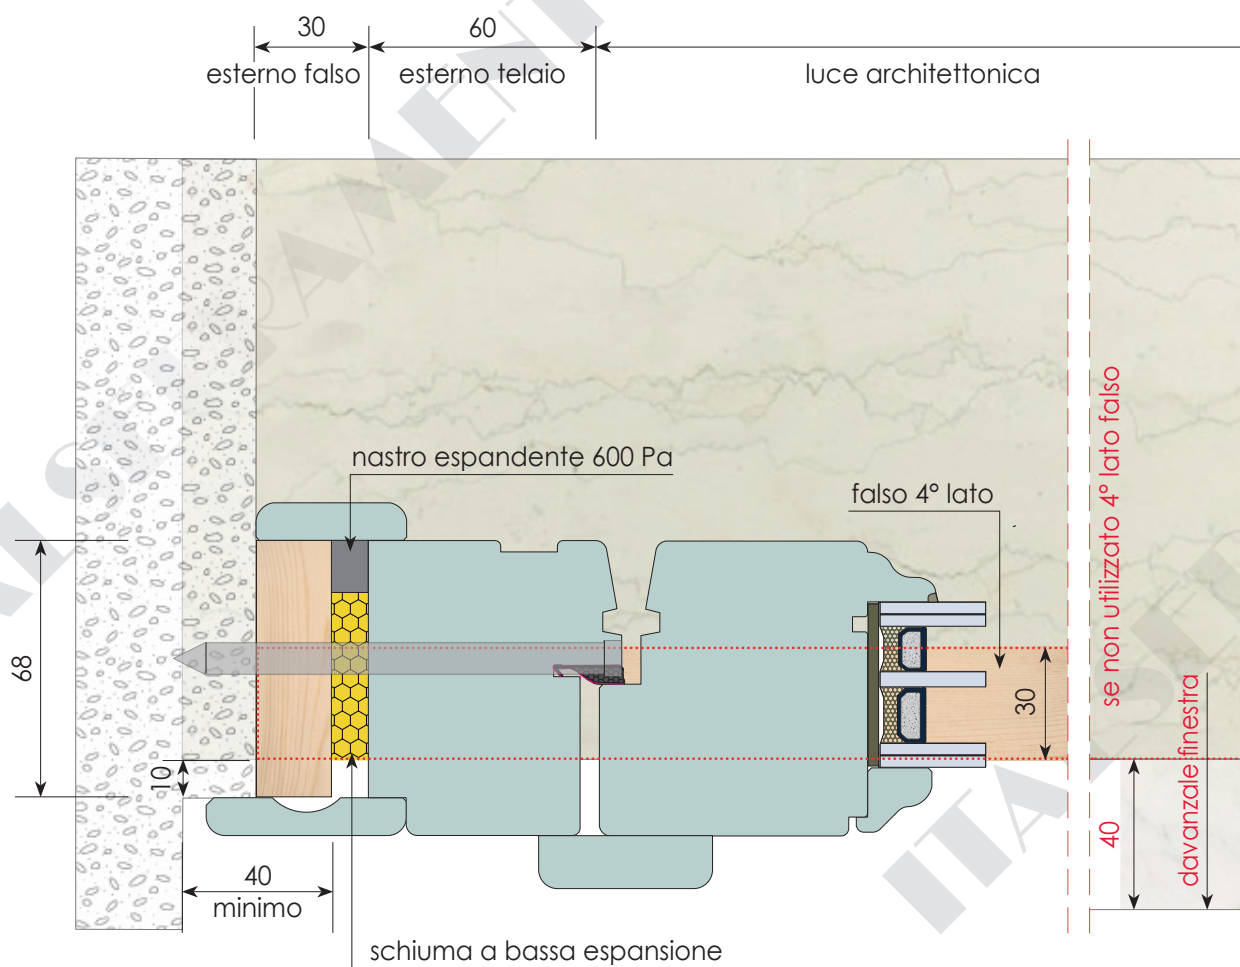 30
60
esterno falso
esterno telaio
luce architettonica
nastro espandente 600 Pa
falso 4° lato
se non utilizzato 4° lato falso
68
30
10
40
davanzale finestra
40
minimo
schiuma a bassa espansione